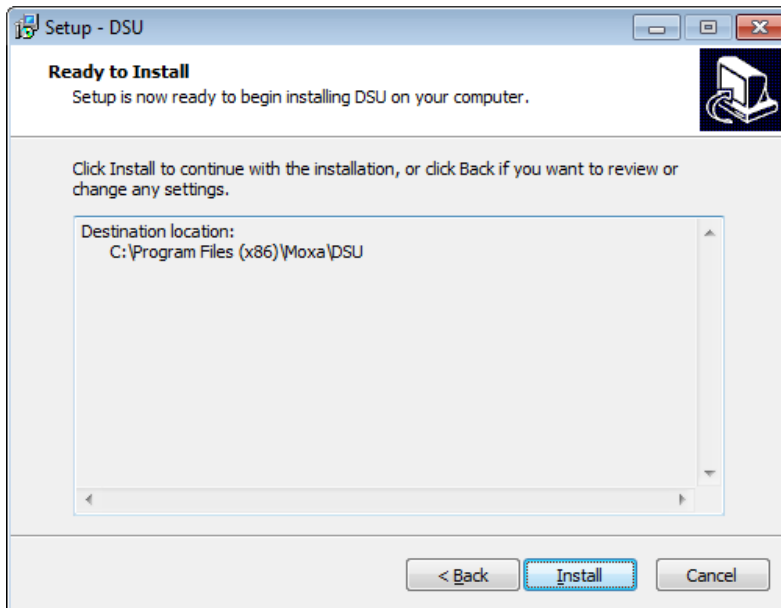 Setup - DSU
Ready to Install
Setup is now ready to begin installing DSU on your computer.
Click Install to continue with the installation, or click Back if you want to review or
change any settings.
Destination location:
C:\Program Files (x86)\Moxa\DSU
< Back
Install
Cancel